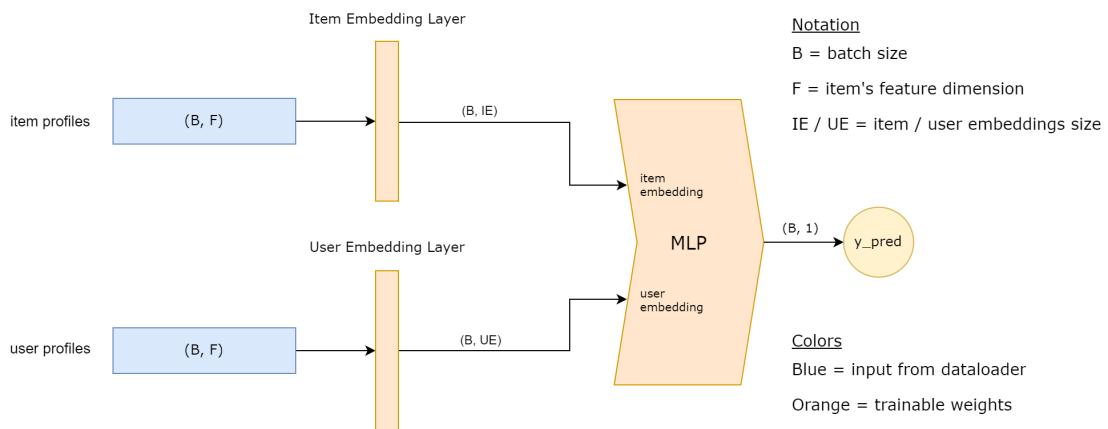 Item Embedding Layer
Notation
B = batch size
F = item's feature dimension
IE / UE = item / user embeddings size
item profiles
(B, F)
(B, IE)
item
embedding
MLP
(B, 1)
y_pred
User Embedding Layer
user
embedding
user profiles
(B, F)
(B, UE)
Colors
Blue = input from dataloader
Orange = trainable weights